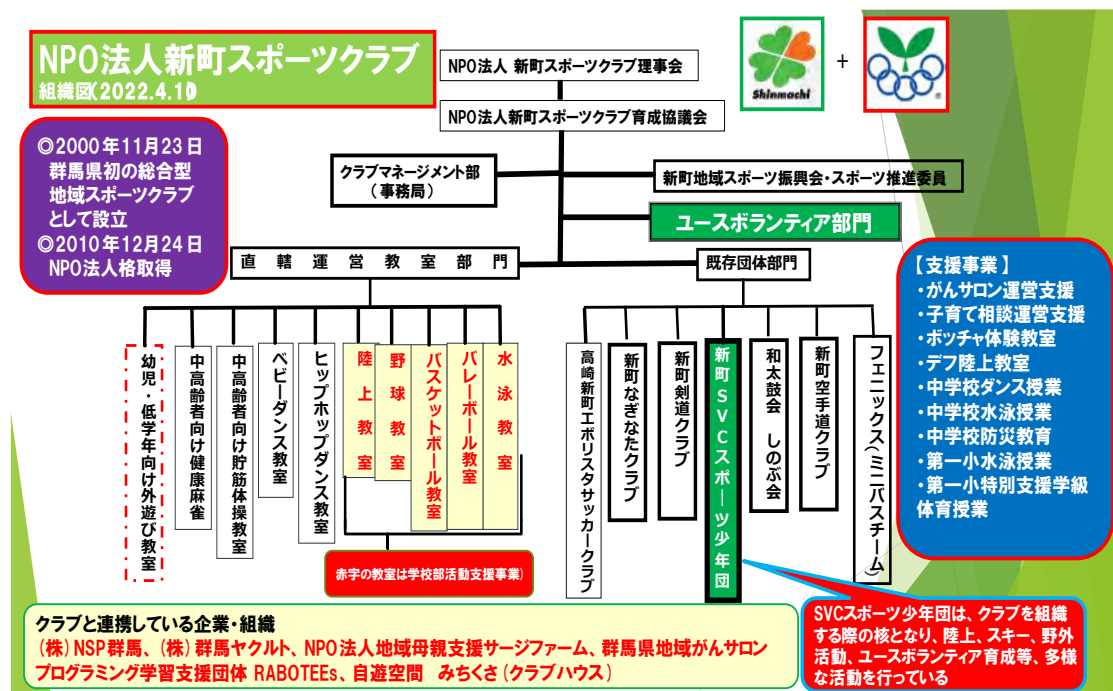 NPO法人新町スポーツクラブ
組織図(2022.4.10)
NPO法人 新町スポーツクラブ理事会
NPO法人新町スポーツクラブ育成協議会
Shinmachi
+
®
◎2000年11月23日
群馬県初の総合型
地域スポーツクラブ
として設立
◎2010年12月24日
NPO法人格取得
クラブマネージメント部
(事務局)
新町地域スポーツ振興会・スポーツ推進委員
ユースボランティア部門
直轄運営教室部門
既存団体部門
幼児・低学年向け外遊び教室
中高齢者向け健康麻雀
中高齢者向け貯筋体操教室
ベビーダンス教室
ヒップホップダンス教室
陸上教室
野球教室
バスケットボール教室
バレーボール教室
水泳教室
高崎新町エボリスタサッカークラブ
新町なぎなたクラブ
新町剣道クラブ
新町SVCスポーツ少年団
和太鼓会 しのぶ会
新町空手道クラブ
フェニックス(ミニバスチーム)
【支援事業】
・がんサロン運営支援
・子育て相談運営支援
・ボッチャ体験教室
・デフ陸上教室
・中学校ダンス授業
・中学校水泳授業
・中学校防災教育
・第一小水泳授業
・第一小特別支援学級
体育授業
赤字の教室は学校部活動支援事業)
クラブと連携している企業・組織
(株)NSP群馬、(株)群馬ヤクルト、NPO法人地域母親支援サージファーム、群馬県地域がんサロン
プログラミング学習支援団体 RABOTEEs、自遊空間 みちくさ(クラブハウス)
SVCスポーツ少年団は、クラブを組織
する際の核となり、陸上、スキー、野外
活動、ユースボランティア育成等、多様
な活動を行っている